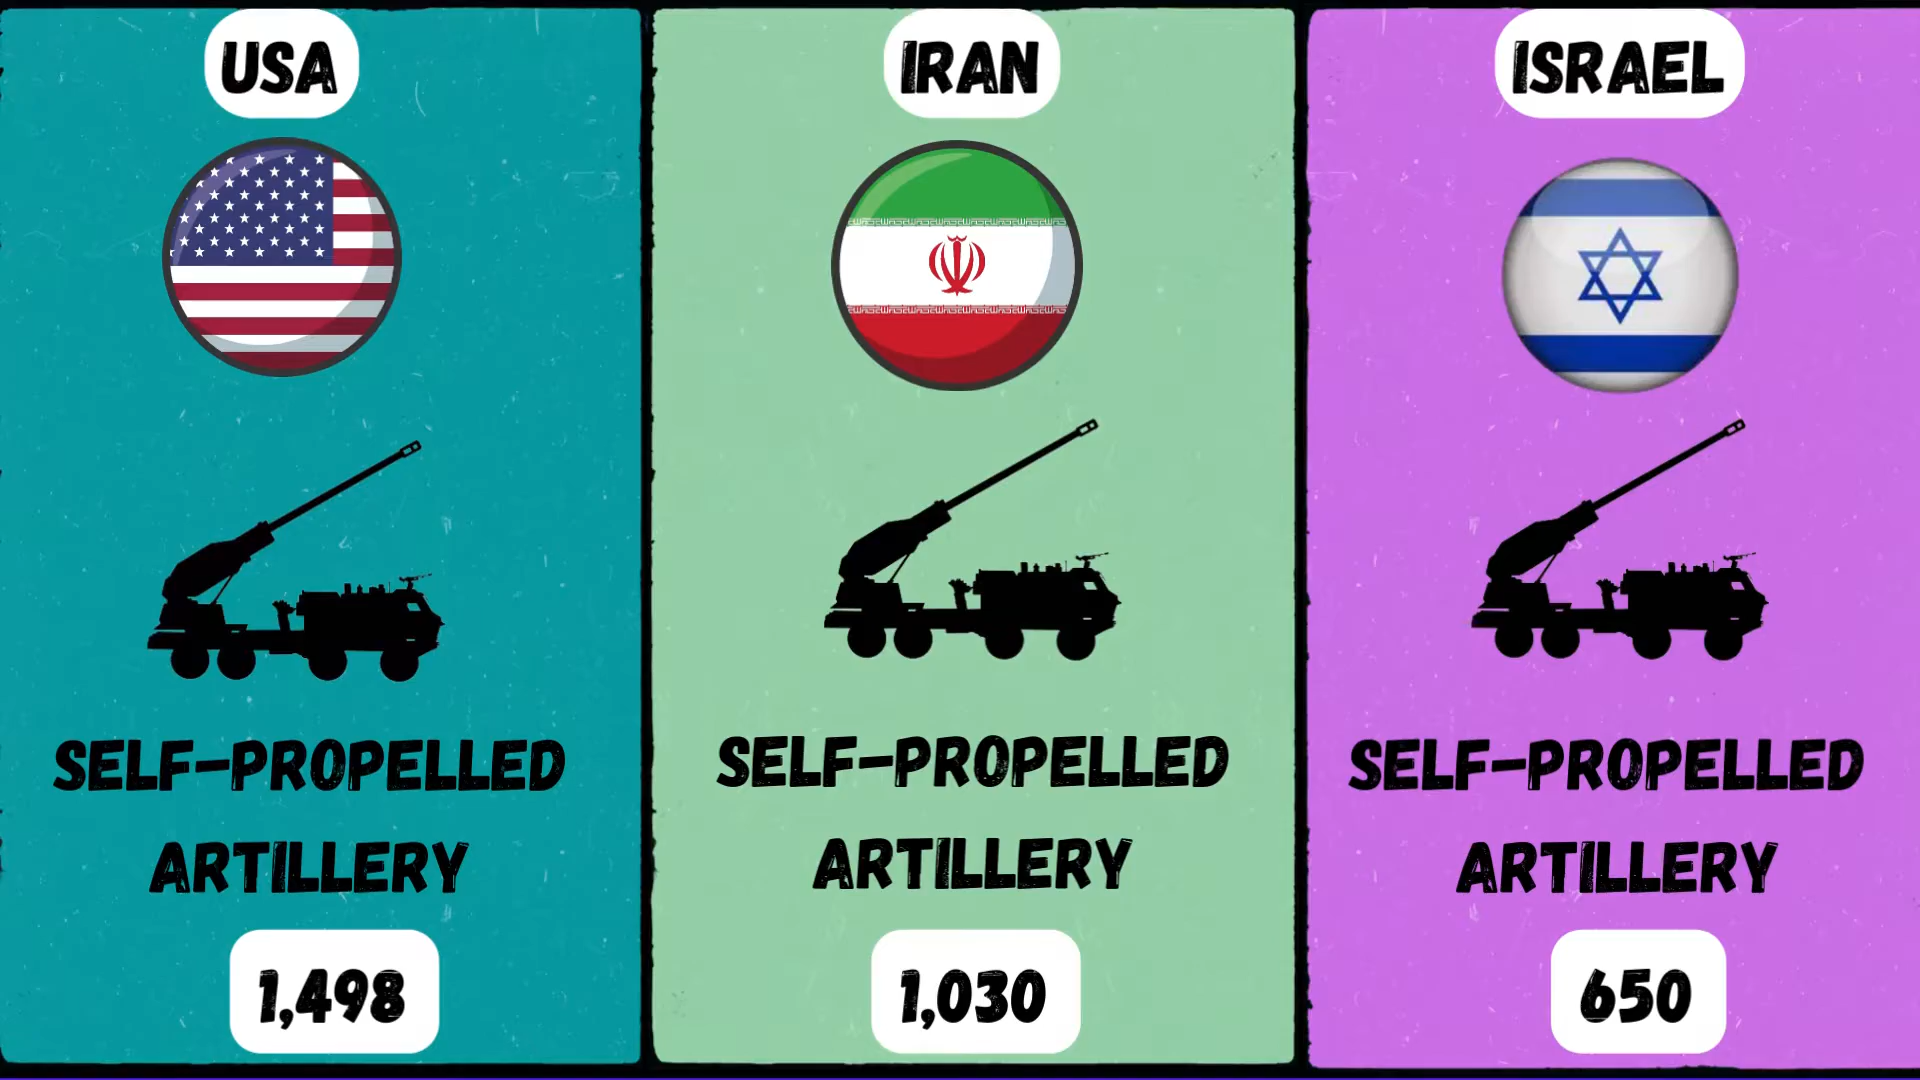 USA
SELF-PROPELLED
ARTILLERY
1,498
IRAN
SELF-PROPELLED
ARTILLERY
1,030
ISRAEL
SELF-PROPELLED
ARTILLERY
650